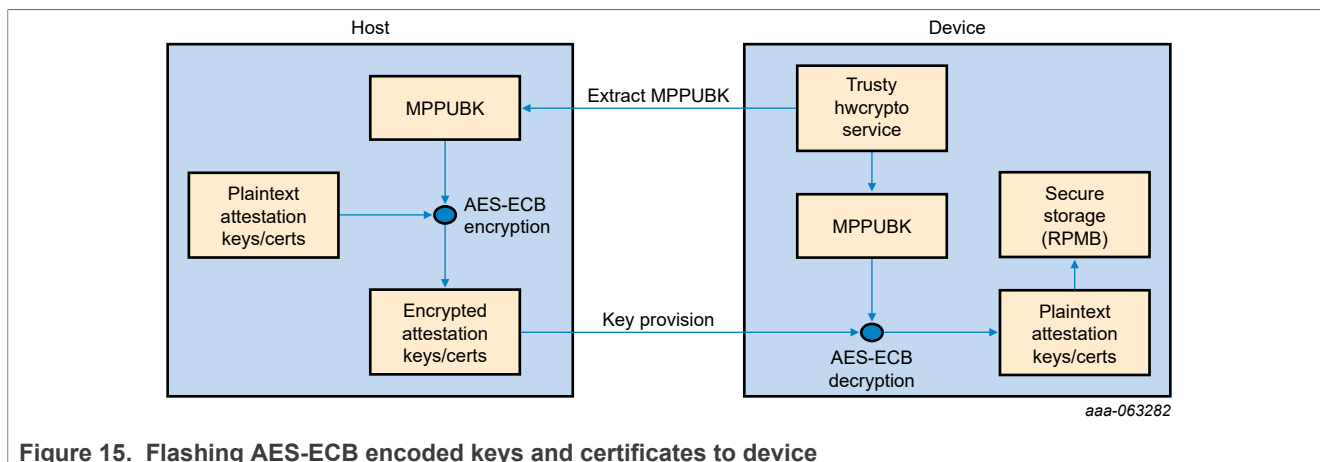 Host
Device
MPPUBK
Extract MPPUBK
Trusty
hwcrypto
service
Plaintext
attestation
keys/certs
AES-ECB
encryption
MPPUBK
Secure
storage
(RPMB)
Encrypted
attestation
keys/certs
Key provision
AES-ECB
decryption
Plaintext
attestation
keys/certs
aaa-063282
Figure 15. Flashing AES-ECB encoded keys and certificates to device